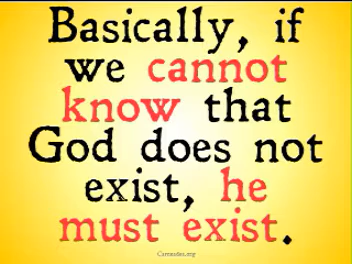 Basically, if
we cannot
know that
God does not
exist, he
must exist.